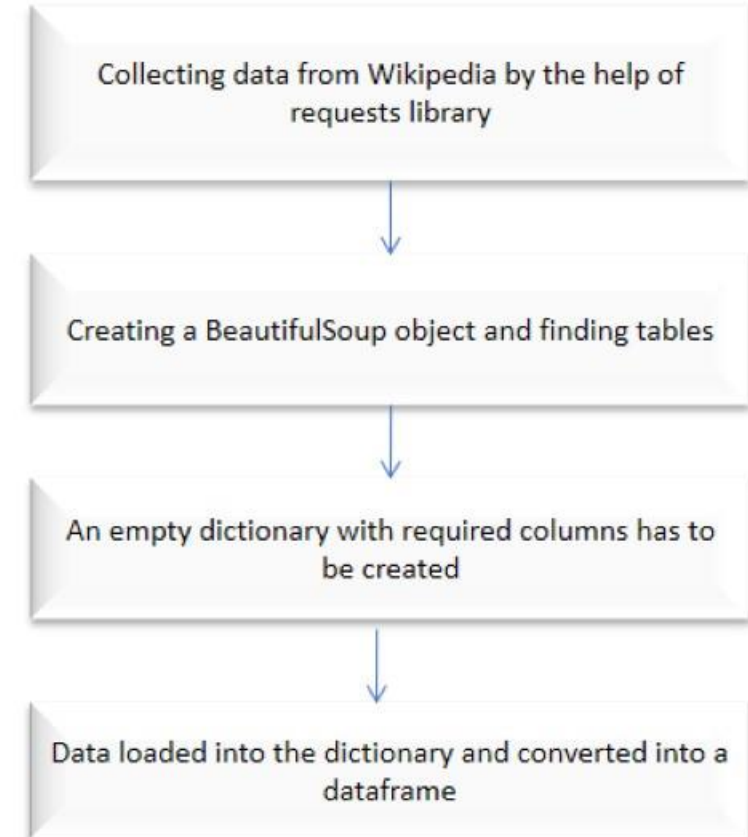 Collecting data from Wikipedia by the help of
requests library
Creating a BeautifulSoup object and finding tables
An empty dictionary with required columns has to
be created
Data loaded into the dictionary and converted into a
dataframe